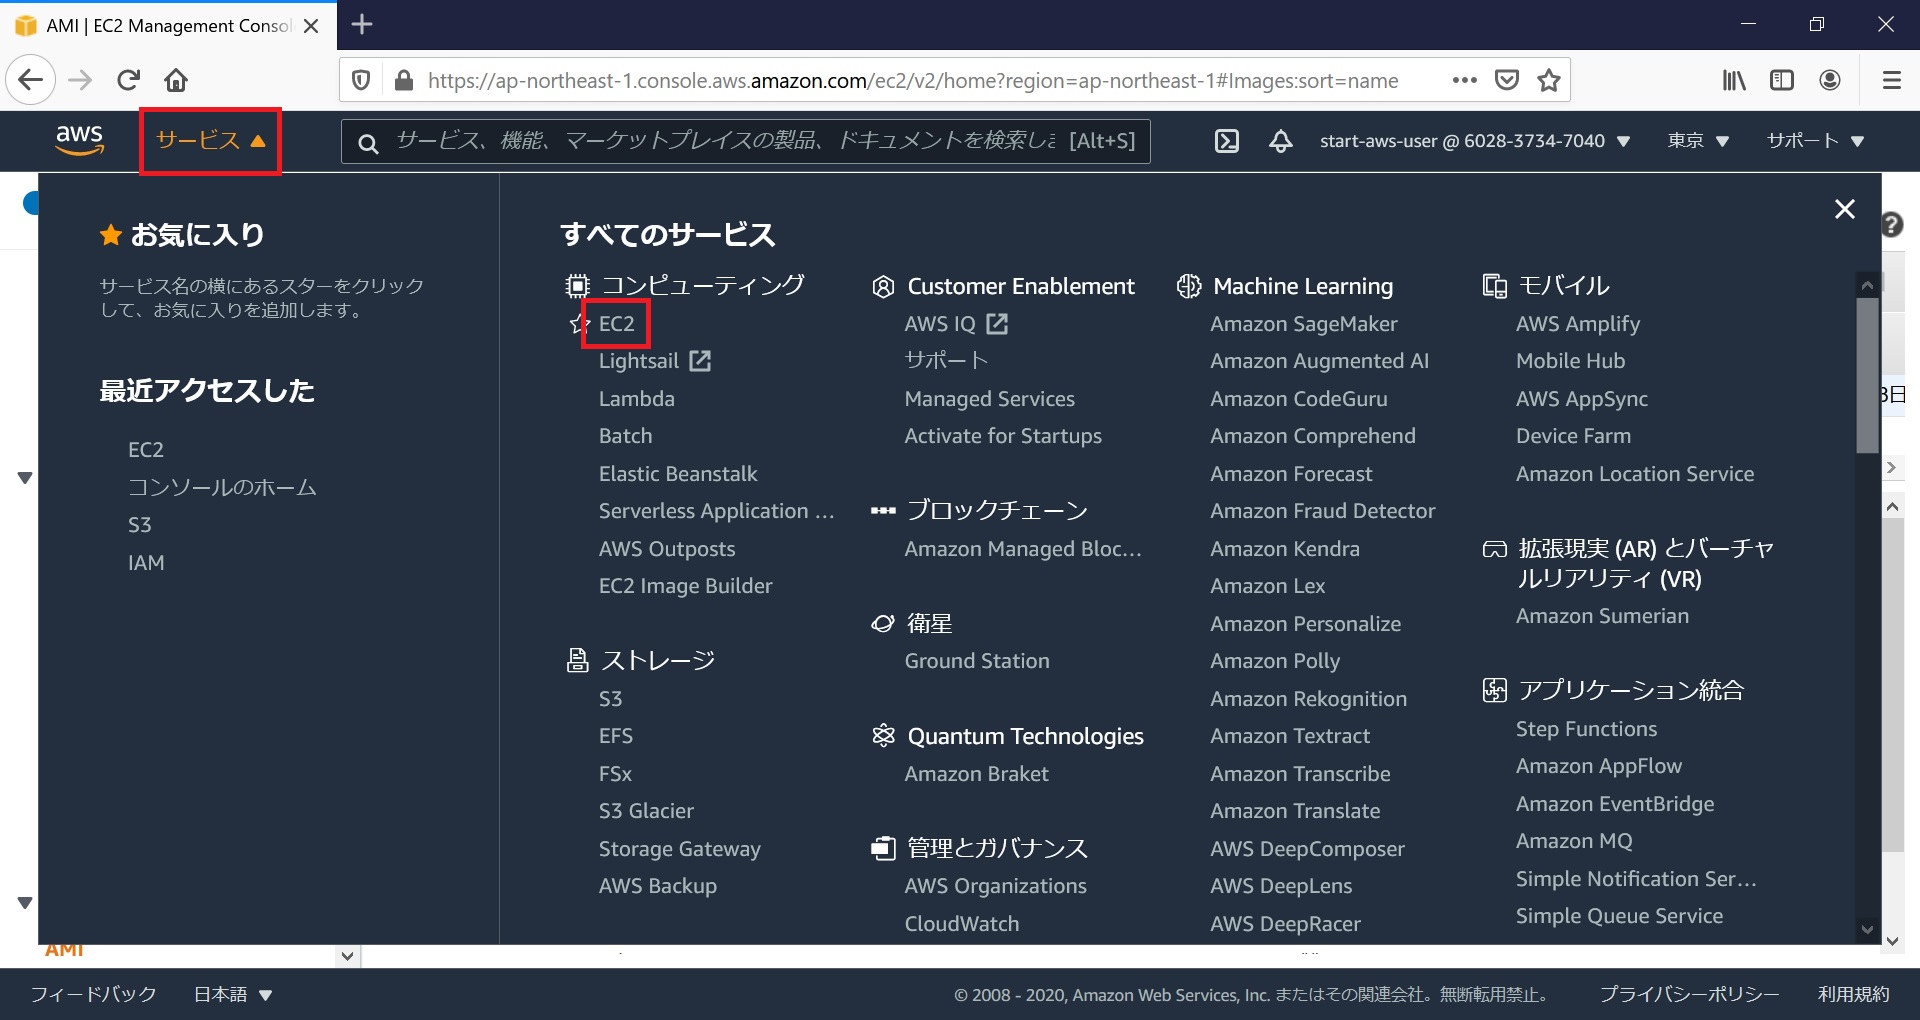 AMI | EC2 Management Consol
https://ap-northeast-1.console.aws.amazon.com/ec2/v2/home?region=ap-northeast-1#Images:sort=name
aws
サービス
サービス、機能、マーケットプレイスの製品、ドキュメントを検索しま [Alt+S]
start-aws-user @ 6028-3734-7040
東京
サポート
お気に入り
サービス名の横にあるスターをクリック
して、お気に入りを追加します。
最近アクセスした
EC2
コンソールのホーム
S3
IAM
すべてのサービス
コンピューティング
EC2
Lightsail
Lambda
Batch
Elastic Beanstalk
Serverless Application ...
AWS Outposts
EC2 Image Builder
ストレージ
S3
EFS
FSx
S3 Glacier
Storage Gateway
AWS Backup
Customer Enablement
AWS IQ
サポート
Managed Services
Activate for Startups
ブロックチェーン
Amazon Managed Bloc...
衛星
Ground Station
Quantum Technologies
Amazon Braket
管理とガバナンス
AWS Organizations
CloudWatch
Machine Learning
Amazon SageMaker
Amazon Augmented AI
Amazon CodeGuru
Amazon Comprehend
Amazon Forecast
Amazon Fraud Detector
Amazon Kendra
Amazon Lex
Amazon Personalize
Amazon Polly
Amazon Rekognition
Amazon Textract
Amazon Transcribe
Amazon Translate
AWS DeepComposer
AWS DeepLens
AWS DeepRacer
モバイル
AWS Amplify
Mobile Hub
AWS AppSync
Device Farm
Amazon Location Service
拡張現実 (AR) とバーチャ
ルリアリティ (VR)
Amazon Sumerian
アプリケーション統合
Step Functions
Amazon AppFlow
Amazon EventBridge
Amazon MQ
Simple Notification Ser...
Simple Queue Service
AMI
フィードバック
日本語
© 2008 - 2020, Amazon Web Services, Inc. またはその関連会社。無断転用禁止。
プライバシーポリシー
利用規約